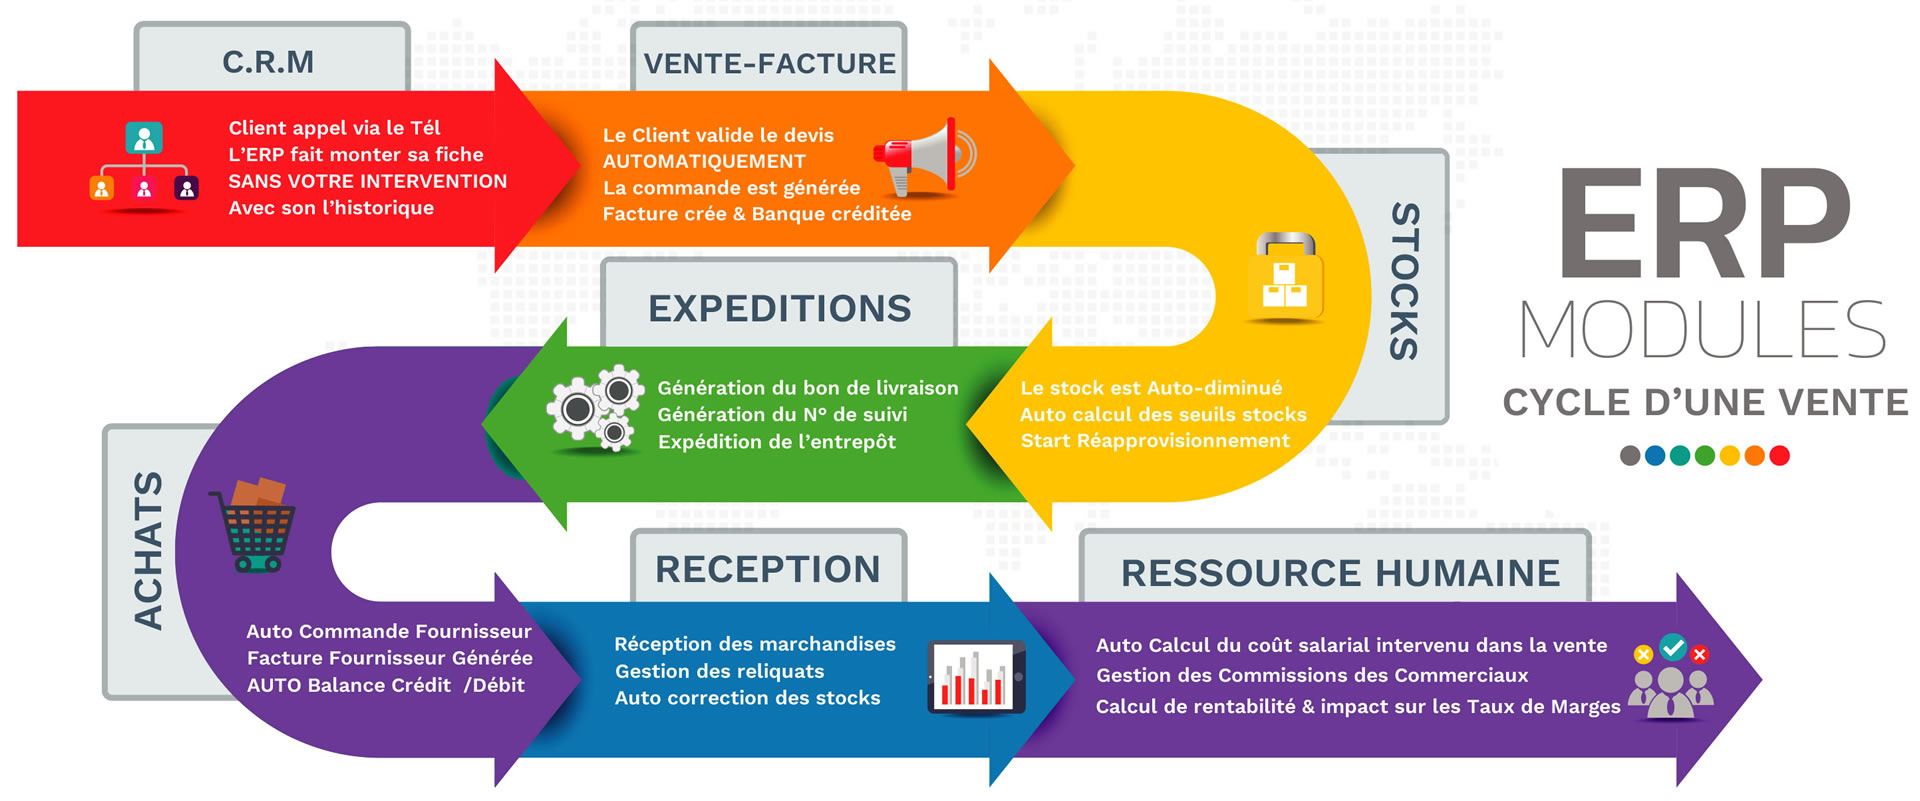 C.R.M
Client appel via le Tél
L'ERP fait monter sa fiche
SANS VOTRE INTERVENTION
Avec son l'historique
VENTE-FACTURE
Le Client valide le devis
AUTOMATIQUEMENT
La commande est générée
Facture crée & Banque créditée
STOCKS
Le stock est Auto-diminué
Auto calcul des seuils stocks
Start Réapprovisionnement
EXPEDITIONS
Génération du bon de livraison
Génération du N° de suivi
Expédition de l'entrepôt
ACHATS
Auto Commande Fournisseur
Facture Fournisseur Générée
AUTO Balance Crédit /Débit
RECEPTION
Réception des marchandises
Gestion des reliquats
Auto correction des stocks
RESSOURCE HUMAINE
Auto Calcul du coût salarial intervenu dans la vente
Gestion des Commissions des Commerciaux
Calcul de rentabilité & impact sur les Taux de Marges
ERP
MODULES
CYCLE D'UNE VENTE